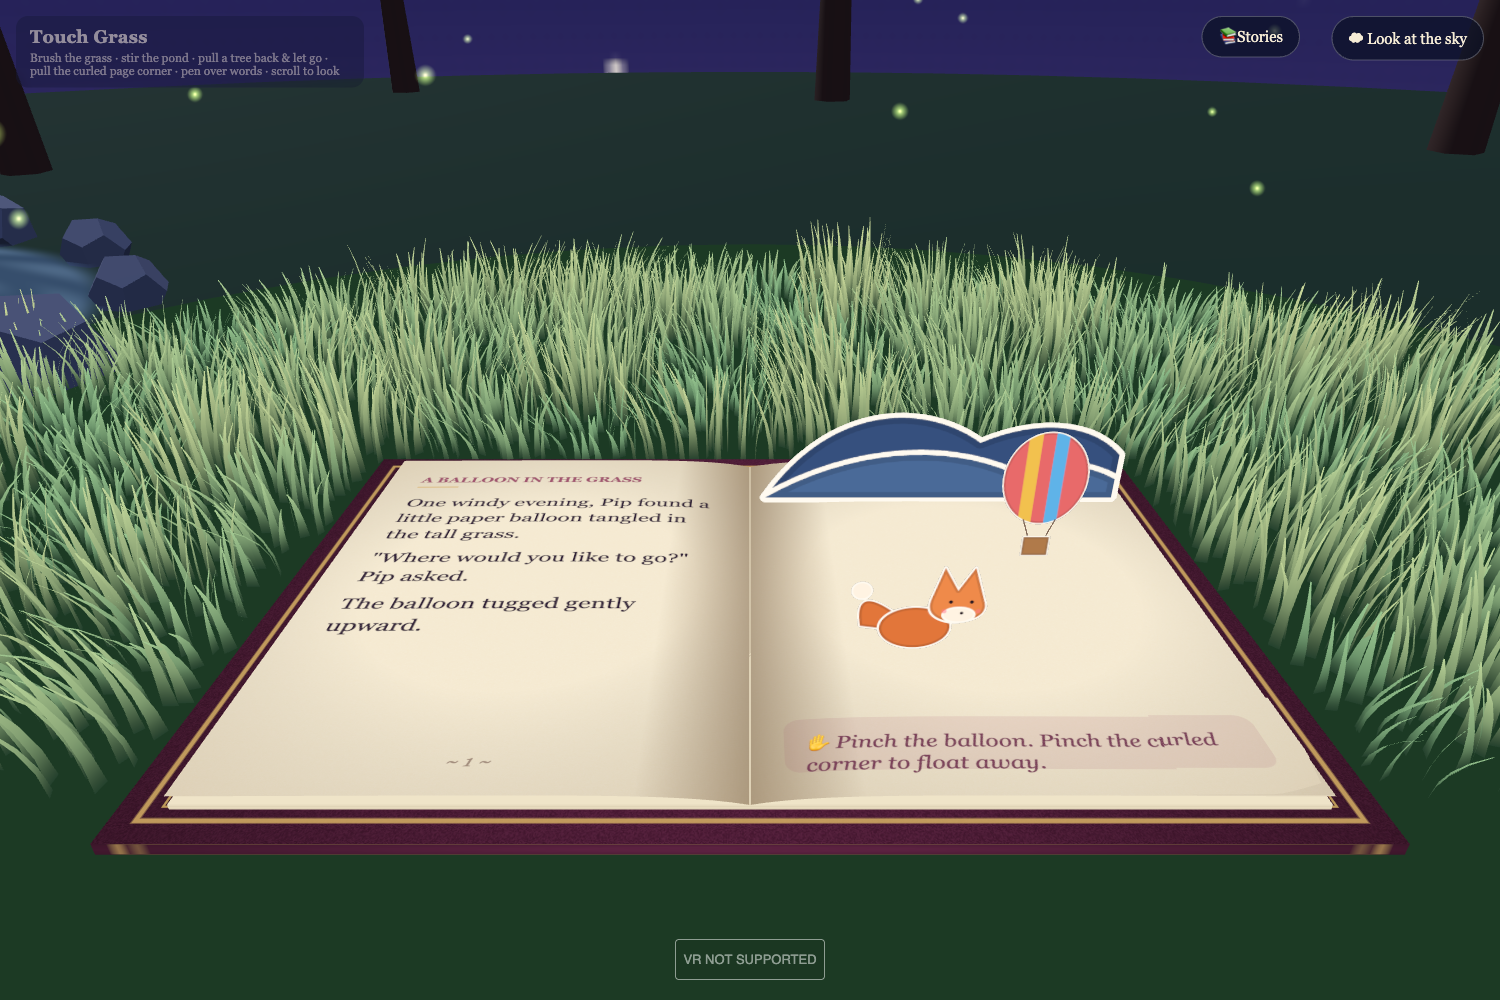 Touch Grass
Brush the grass · stir the pond · pull a tree back & let go ·
pull the curled page corner · pen over words · scroll to look
Stories
Look at the sky
A BALLOON IN THE GRASS
One windy evening, Pip found a
little paper balloon tangled in
the tall grass.
"Where would you like to go?"
Pip asked.
The balloon tugged gently
upward.
~ 1 ~
Pinch the balloon. Pinch the curled
corner to float away.
VR NOT SUPPORTED